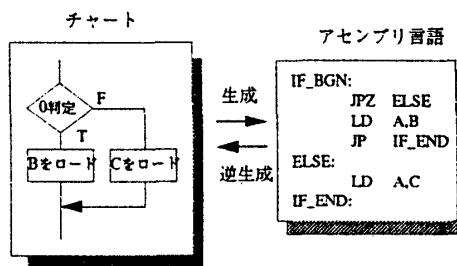 チャート
0判定
F
T
Bをロード
Cをロード
生成
逆生成
アセンブリ言語
IF_BGN:
JPZ ELSE
LD A,B
JP IF_END
ELSE:
LD A,C
IF_END: